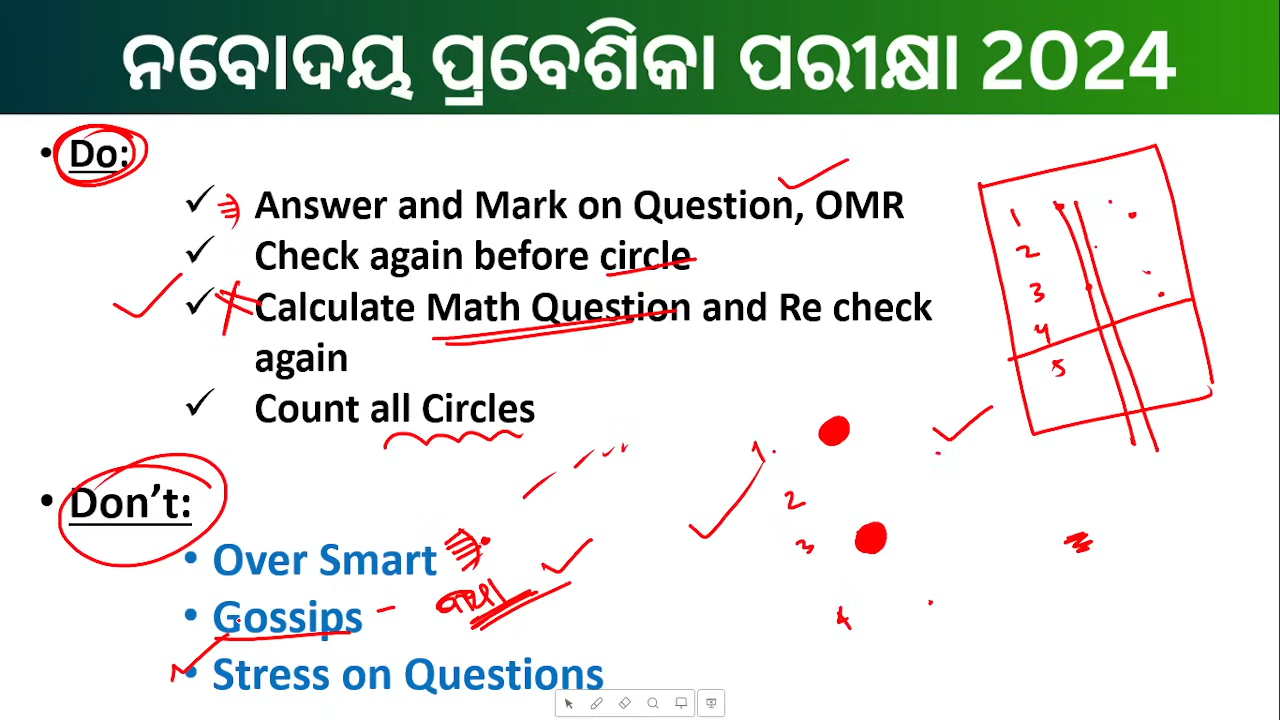 ନବୋଦୟ ପ୍ରବେଶିକା ପରୀକ୍ଷା 2024
• Do:
✓ Answer and Mark on Question, OMR
✓ Check again before circle
✓ Calculate Math Question and Re check
again
✓ Count all Circles
1
2
3
4
5
• Don't:
• Over Smart
• Gossips -
• Stress on Questions
1.
2
3
4